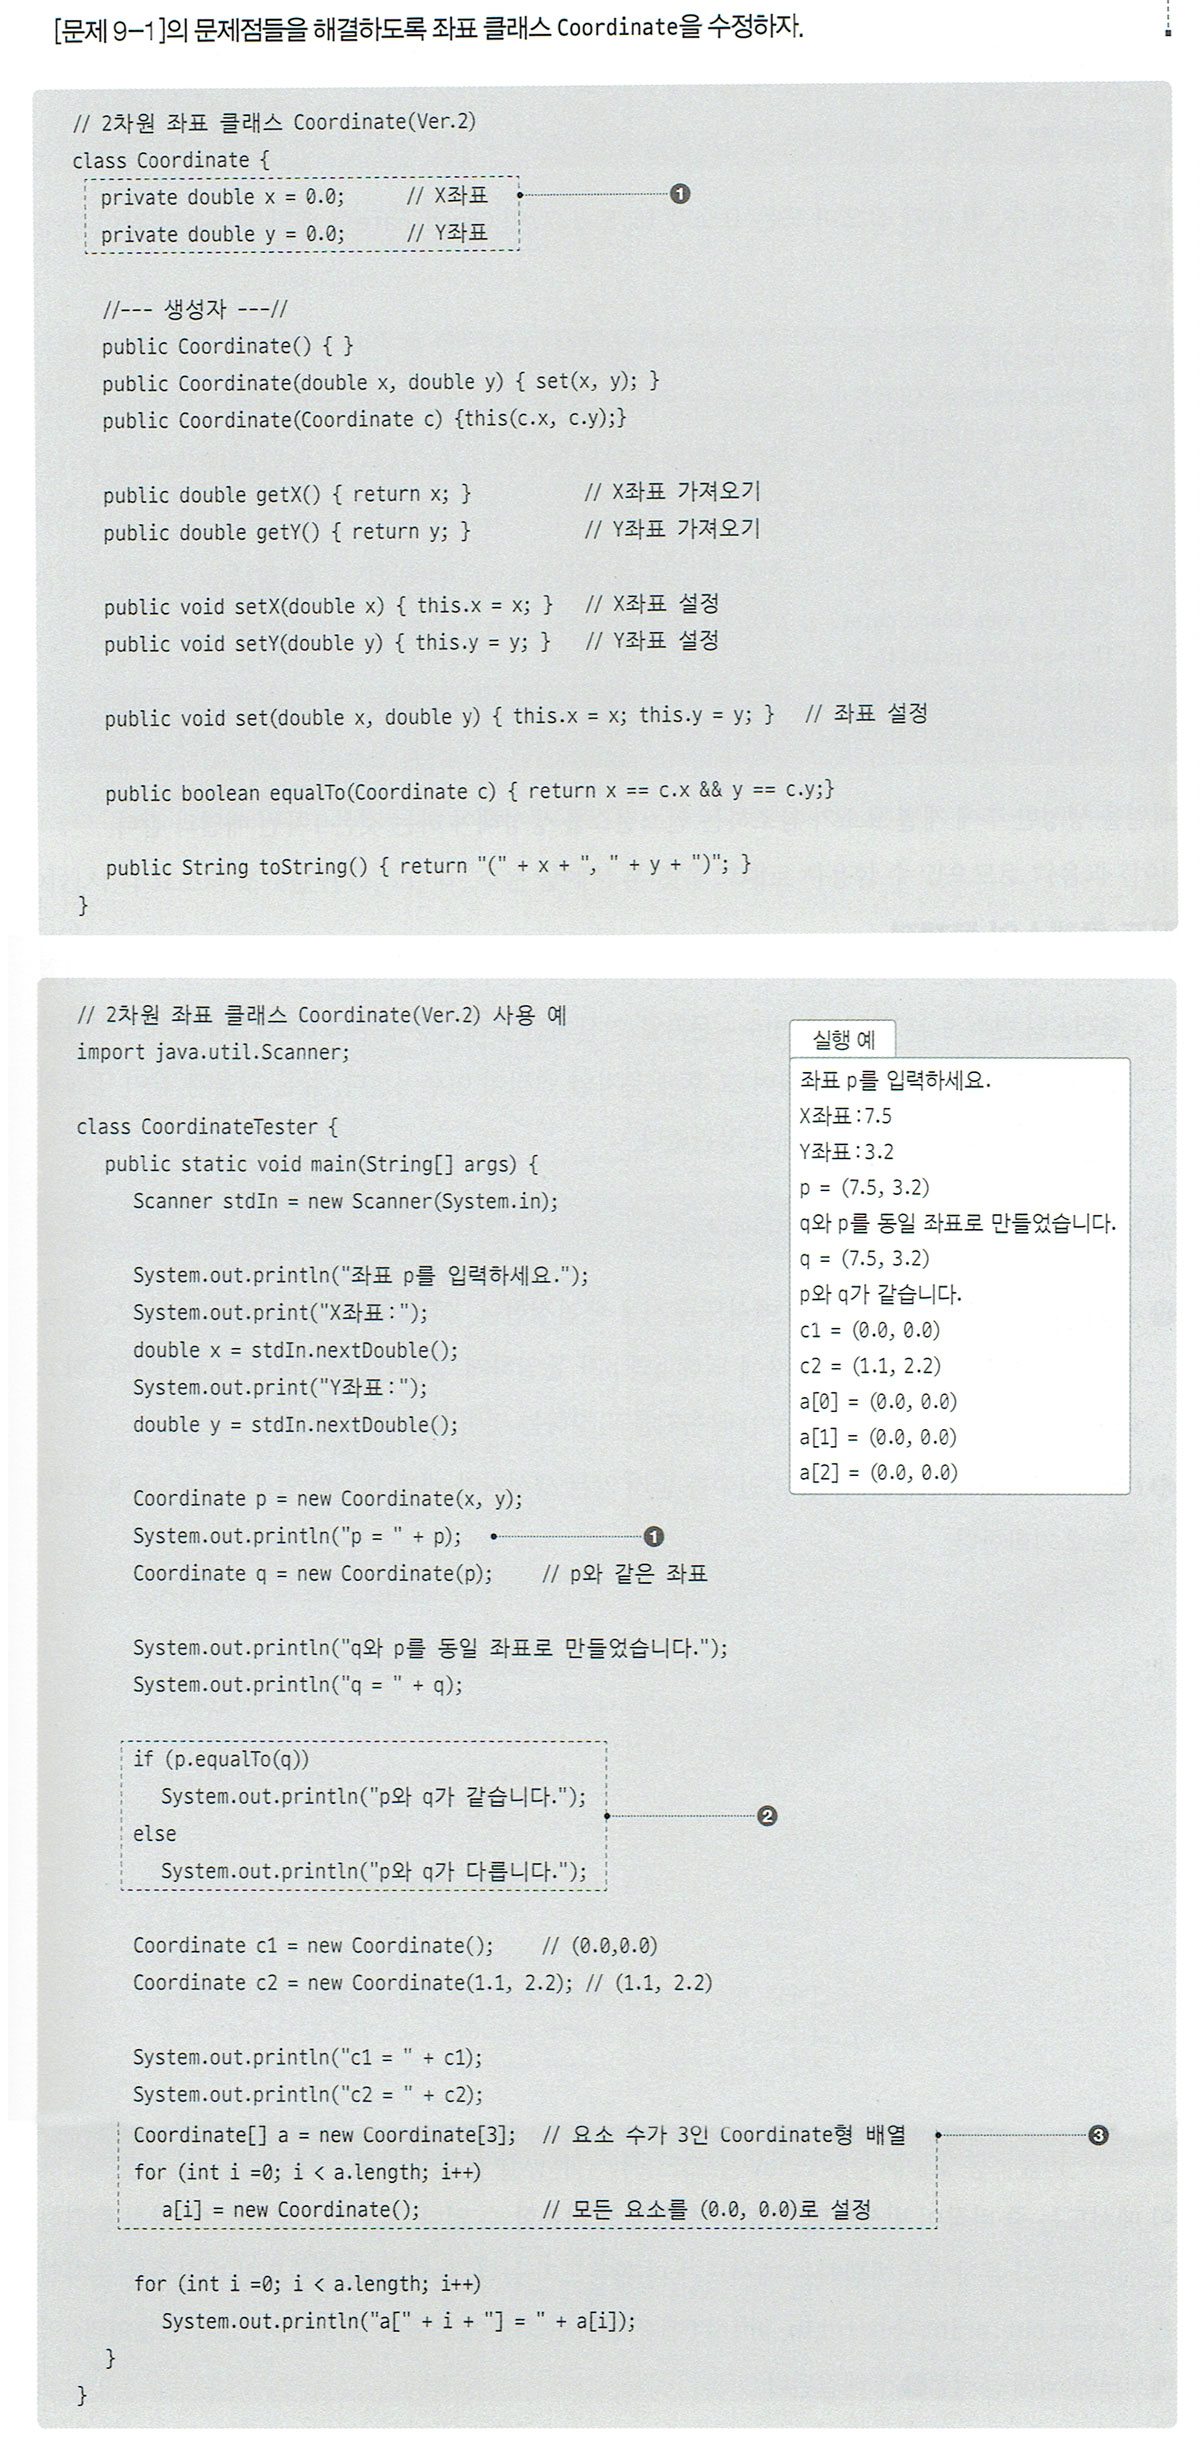 [문제 9-1]의 문제점들을 해결하도록 좌표 클래스 Coordinate을 수정하자.
// 2차원 좌표 클래스 Coordinate(Ver.2)
class Coordinate {
private double x = 0.0; // X좌표 ❶
private double y = 0.0; // Y좌표
//--- 생성자 ---//
public Coordinate() { }
public Coordinate(double x, double y) { set(x, y); }
public Coordinate(Coordinate c) {this(c.x, c.y);}
public double getX() { return x; } // X좌표 가져오기
public double getY() { return y; } // Y좌표 가져오기
public void setX(double x) { this.x = x; } // X좌표 설정
public void setY(double y) { this.y = y; } // Y좌표 설정
public void set(double x, double y) { this.x = x; this.y = y; } // 좌표 설정
public boolean equalTo(Coordinate c) { return x == c.x && y == c.y;}
public String toString() { return "(" + x + ", " + y + ")"; }
}
// 2차원 좌표 클래스 Coordinate(Ver.2) 사용 예
import java.util.Scanner;
class CoordinateTester {
public static void main(String[] args) {
Scanner stdIn = new Scanner(System.in);
System.out.println("좌표 p를 입력하세요.");
System.out.print("X좌표:");
double x = stdIn.nextDouble();
System.out.print("Y좌표:");
double y = stdIn.nextDouble();
Coordinate p = new Coordinate(x, y);
System.out.println("p = " + p); ❶
Coordinate q = new Coordinate(p); // p와 같은 좌표
System.out.println("q와 p를 동일 좌표로 만들었습니다.");
System.out.println("q = " + q);
if (p.equalTo(q))
System.out.println("p와 q가 같습니다."); ❷
else
System.out.println("p와 q가 다릅니다.");
Coordinate c1 = new Coordinate(); // (0.0,0.0)
Coordinate c2 = new Coordinate(1.1, 2.2); // (1.1, 2.2)
System.out.println("c1 = " + c1);
System.out.println("c2 = " + c2);
Coordinate[] a = new Coordinate[3]; // 요소 수가 3인 Coordinate형 배열 ❸
for (int i =0; i < a.length; i++)
a[i] = new Coordinate(); // 모든 요소를 (0.0, 0.0)로 설정
for (int i =0; i < a.length; i++)
System.out.println("a[" + i + "] = " + a[i]);
}
}
실행 예
좌표 p를 입력하세요.
X좌표:7.5
Y좌표:3.2
p = (7.5, 3.2)
q와 p를 동일 좌표로 만들었습니다.
q = (7.5, 3.2)
p와 q가 같습니다.
c1 = (0.0, 0.0)
c2 = (1.1, 2.2)
a[0] = (0.0, 0.0)
a[1] = (0.0, 0.0)
a[2] = (0.0, 0.0)